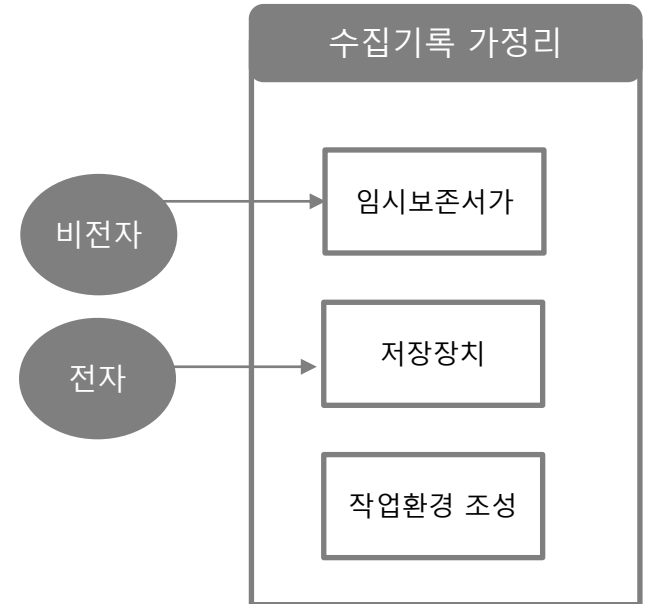 수집기록 가정리
임시보존서가
비전자
저장장치
전자
작업환경 조성